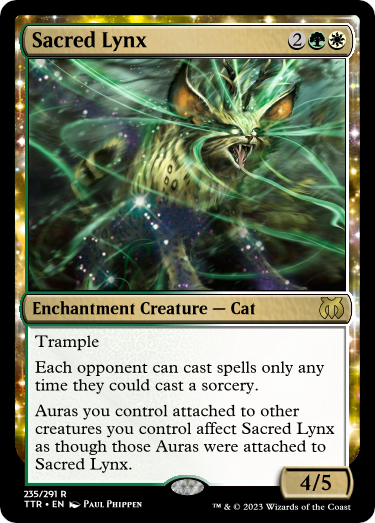 Sacred Lynx 2
Enchantment Creature — Cat
Trample
Each opponent can cast spells only any
time they could cast a sorcery.
Auras you control attached to other
creatures you control affect Sacred Lynx
as though those Auras were attached to
Sacred Lynx.
4/5
235/291 R
TTR • EN Paul Phippen
™ & © 2023 Wizards of the Coast